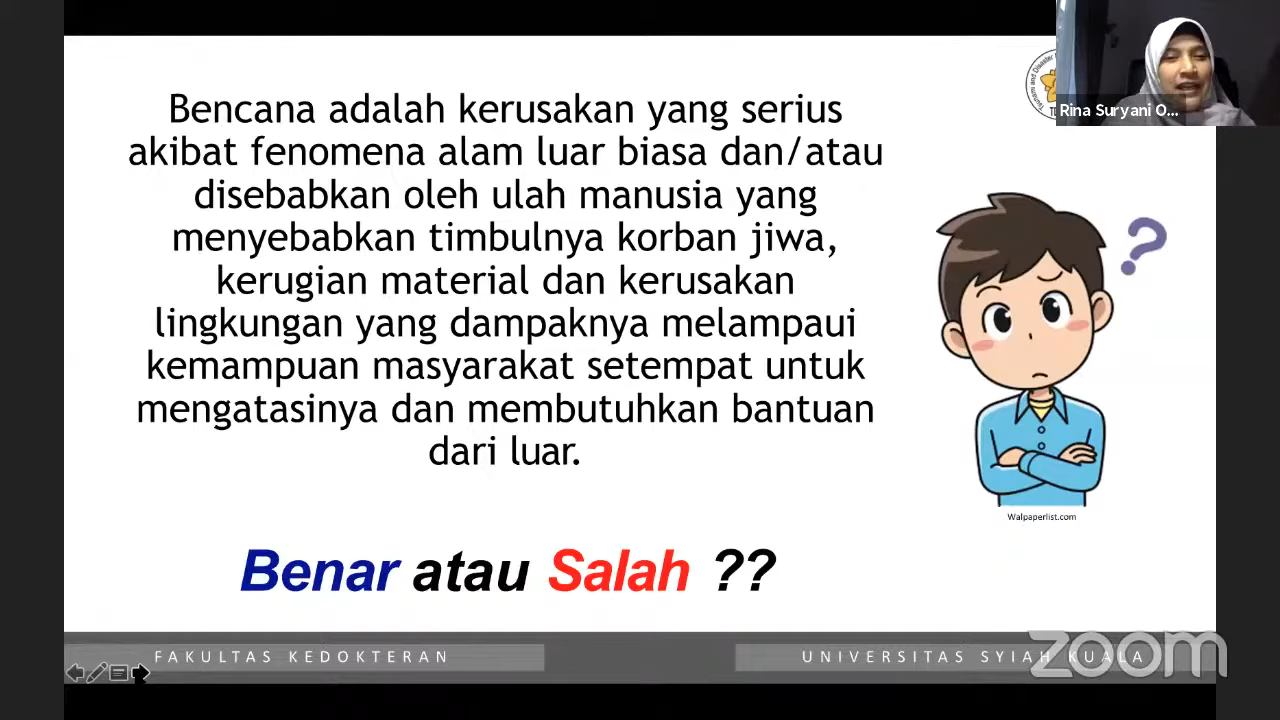 Bencana adalah kerusakan yang serius
akibat fenomena alam luar biasa dan/atau
disebabkan oleh ulah manusia yang
menyebabkan timbulnya korban jiwa,
kerugian material dan kerusakan
lingkungan yang dampaknya melampaui
kemampuan masyarakat setempat untuk
mengatasinya dan membutuhkan bantuan
dari luar.
Rina Suryani O...
?
Walpaperlist.com
Benar atau Salah ??
FAKULTAS KEDOKTERAN
UNIVERSITAS SYIAH KUALA
zoom